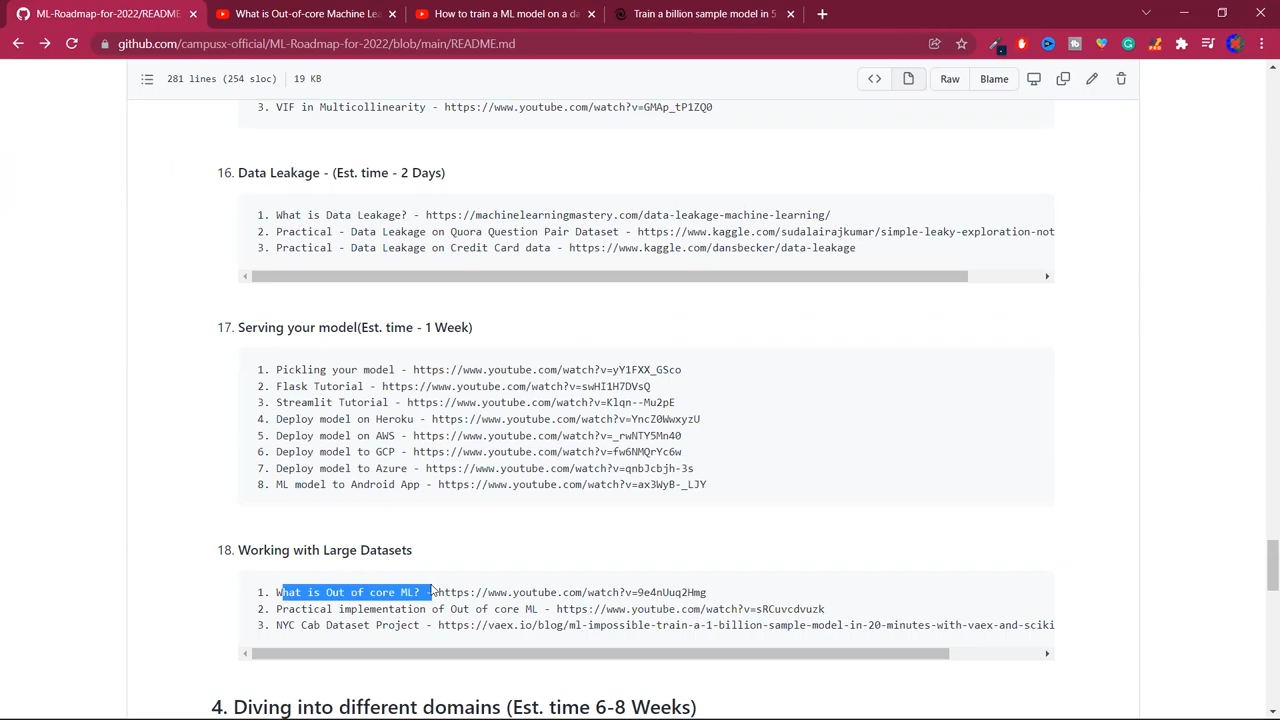 ML-Roadmap-for-2022/README
What is Out-of-core Machine Le
How to train a ML model on a da
Train a billion sample model in 5
github.com/campusx-official/ML-Roadmap-for-2022/blob/main/README.md
281 lines (254 sloc) 19 KB
Raw
Blame
3. VIF in Multicollinearity - https://www.youtube.com/watch?v=GMAp_tP1ZQ0
16. Data Leakage - (Est. time - 2 Days)
1. What is Data Leakage? - https://machinelearningmastery.com/data-leakage-machine-learning/
2. Practical - Data Leakage on Quora Question Pair Dataset - https://www.kaggle.com/sudalairajkumar/simple-leaky-exploration-not
3. Practical - Data Leakage on Credit Card data - https://www.kaggle.com/dansbecker/data-leakage
17. Serving your model(Est. time - 1 Week)
1. Pickling your model - https://www.youtube.com/watch?v=yY1FXX_GSco
2. Flask Tutorial - https://www.youtube.com/watch?v=swHI1H7DVsQ
3. Streamlit Tutorial - https://www.youtube.com/watch?v=Klqn--Mu2pE
4. Deploy model on Heroku - https://www.youtube.com/watch?v=YncZ0WwxyzU
5. Deploy model on AWS - https://www.youtube.com/watch?v=_rwNTY5Mn40
6. Deploy model to GCP - https://www.youtube.com/watch?v=fw6NMQrYc6w
7. Deploy model to Azure - https://www.youtube.com/watch?v=qnbJcbjh-3s
8. ML model to Android App - https://www.youtube.com/watch?v=ax3WyB-_LJY
18. Working with Large Datasets
1. What is Out of core ML? - https://www.youtube.com/watch?v=9e4nUuq2Hmg
2. Practical implementation of Out of core ML - https://www.youtube.com/watch?v=sRCuvcdvuzk
3. NYC Cab Dataset Project - https://vaex.io/blog/ml-impossible-train-a-1-billion-sample-model-in-20-minutes-with-vaex-and-sciki
4. Diving into different domains (Est. time 6-8 Weeks)